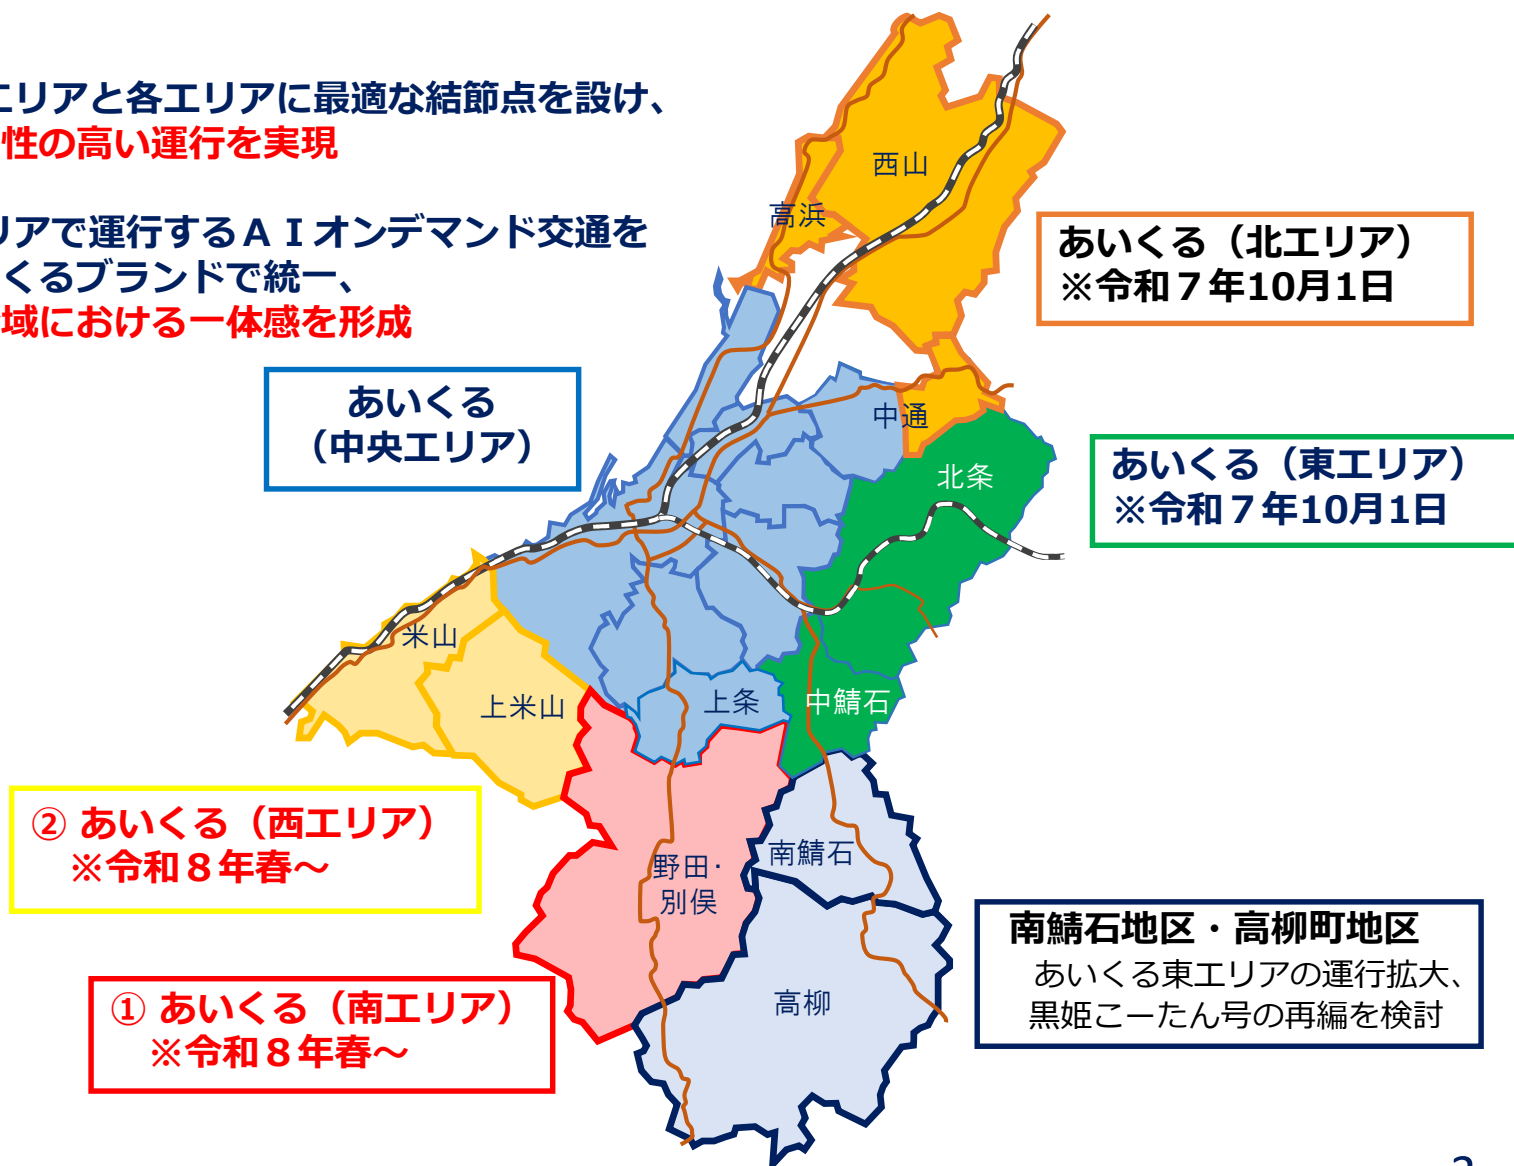 エリアと各エリアに最適な結節点を設け、
性の高い運行を実現
リアで運行するＡＩオンデマンド交通を
くるブランドで統一、
域における一体感を形成
西山
高浜
あいくる（北エリア）
※令和７年10月1日
あいくる
（中央エリア）
中通
北条
あいくる（東エリア）
※令和７年10月1日
米山
上米山
上条
中鯖石
② あいくる（西エリア）
※令和８年春～
野田・
別俣
南鯖石
南鯖石地区・高柳町地区
あいくる東エリアの運行拡大、
黒姫こーたん号の再編を検討
① あいくる（南エリア）
※令和８年春～
高柳